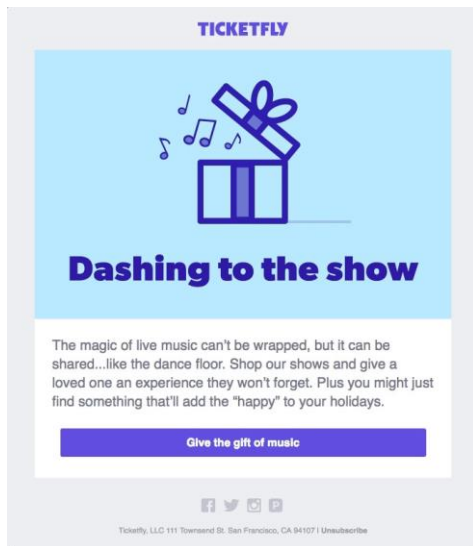 TICKETFLY
Dashing to the show
The magic of live music can't be wrapped, but it can be
shared...like the dance floor. Shop our shows and give a
loved one an experience they won't forget. Plus you might just
find something that'll add the “happy” to your holidays.
Give the gift of music
Ticketfly, LLC 111 Townsend St. San Francisco, CA 94107 | Unsubscribe